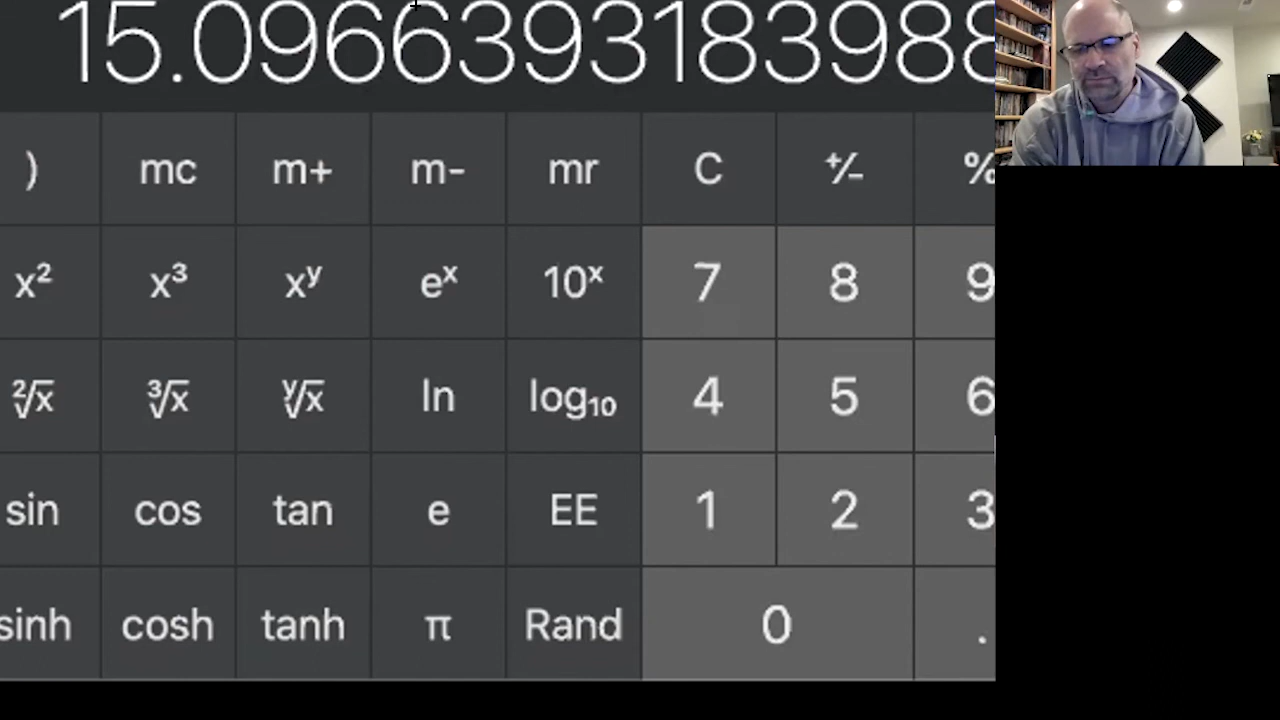 15.0966393183988
) mc m+ m- mr C ⁺∕₋ %
x² x³ xʸ eˣ 10ˣ 7 8 9
²√x ³√x ʸ√x ln log₁₀ 4 5 6
sin cos tan e EE 1 2 3
sinh cosh tanh π Rand 0 .